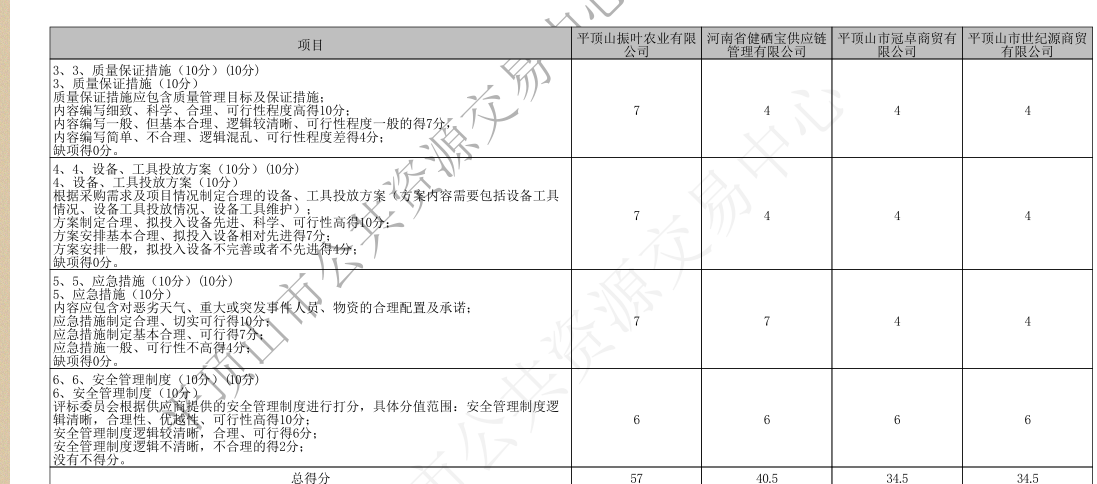 项目
平顶山振叶农业有限
公司
河南省健硒宝供应链
管理有限公司
平顶山市冠卓商贸有
限公司
平顶山市世纪源商贸
有限公司
3、3、质量保证措施（10分）(10分)
3、质量保证措施（10分）
质量保证措施应包含质量管理目标及保证措施；
内容编写细致、科学、合理、可行性程度高得10分；
内容编写一般、但基本合理、逻辑较清晰、可行性程度一般的得7分；
内容编写简单、不合理、逻辑混乱、可行性程度差得4分；
缺项得0分。
7
4
4
4
4、4、设备、工具投放方案（10分）(10分)
4、设备、工具投放方案（10分）
根据采购需求及项目情况制定合理的设备、工具投放方案（方案内容需要包括设备工具
情况、设备工具投放情况、设备工具维护）；
方案制定合理、拟投入设备先进、科学、可行性高得10分；
方案安排基本合理、拟投入设备相对先进得7分；
方案安排一般，拟投入设备不完善或者不先进得4分；
缺项得0分。
7
4
4
4
5、5、应急措施（10分）(10分)
5、应急措施（10分）
内容应包含对恶劣天气、重大或突发事件人员、物资的合理配置及承诺；
应急措施制定合理、切实可行得10分；
应急措施制定基本合理、可行得7分；
应急措施一般、可行性不高得4分；
缺项得0分。
7
7
4
4
6、6、安全管理制度（10分）(10分)
6、安全管理制度（10分）
评标委员会根据供应商提供的安全管理制度进行打分，具体分值范围：安全管理制度逻
辑清晰，合理性、优越性、可行性高得10分；
安全管理制度逻辑较清晰，合理、可行得6分；
安全管理制度逻辑不清晰，不合理的得2分；
没有不得分。
6
6
6
6
总得分
57
40.5
34.5
34.5
平顶山市公共资源交易中心
公共资源交易中心